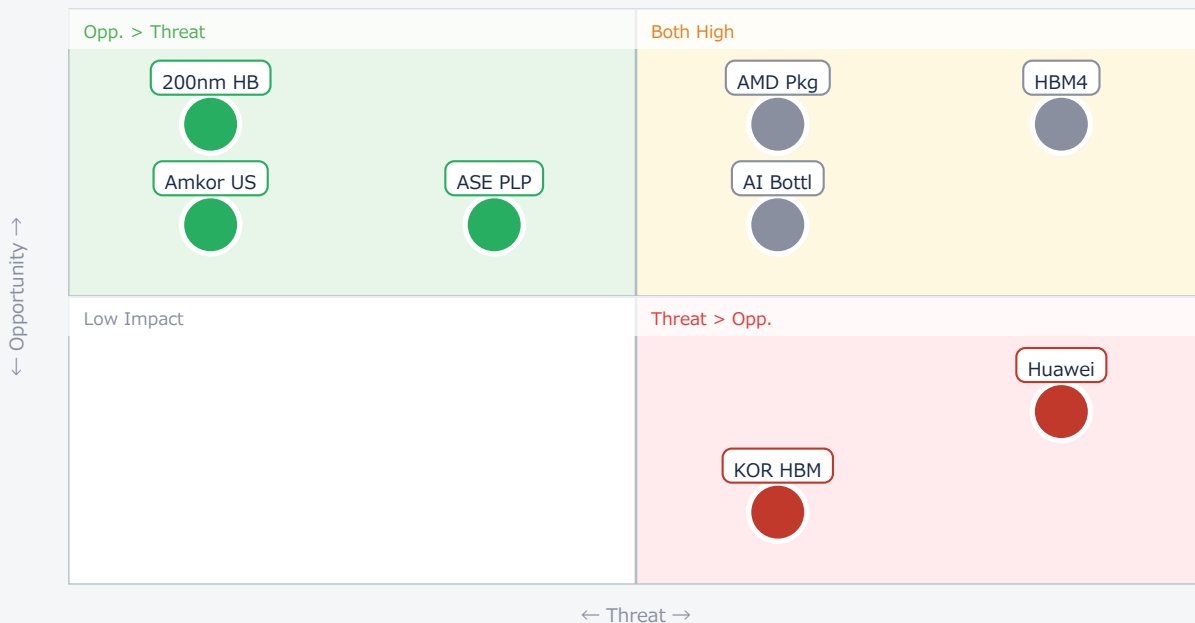 Opp. > Threat
Both High
200nm HB
AMD Pkg
HBM4
Amkor US
ASE PLP
AI Bottl
← Opportunity →
Low Impact
Threat > Opp.
Huawei
KOR HBM
← Threat →